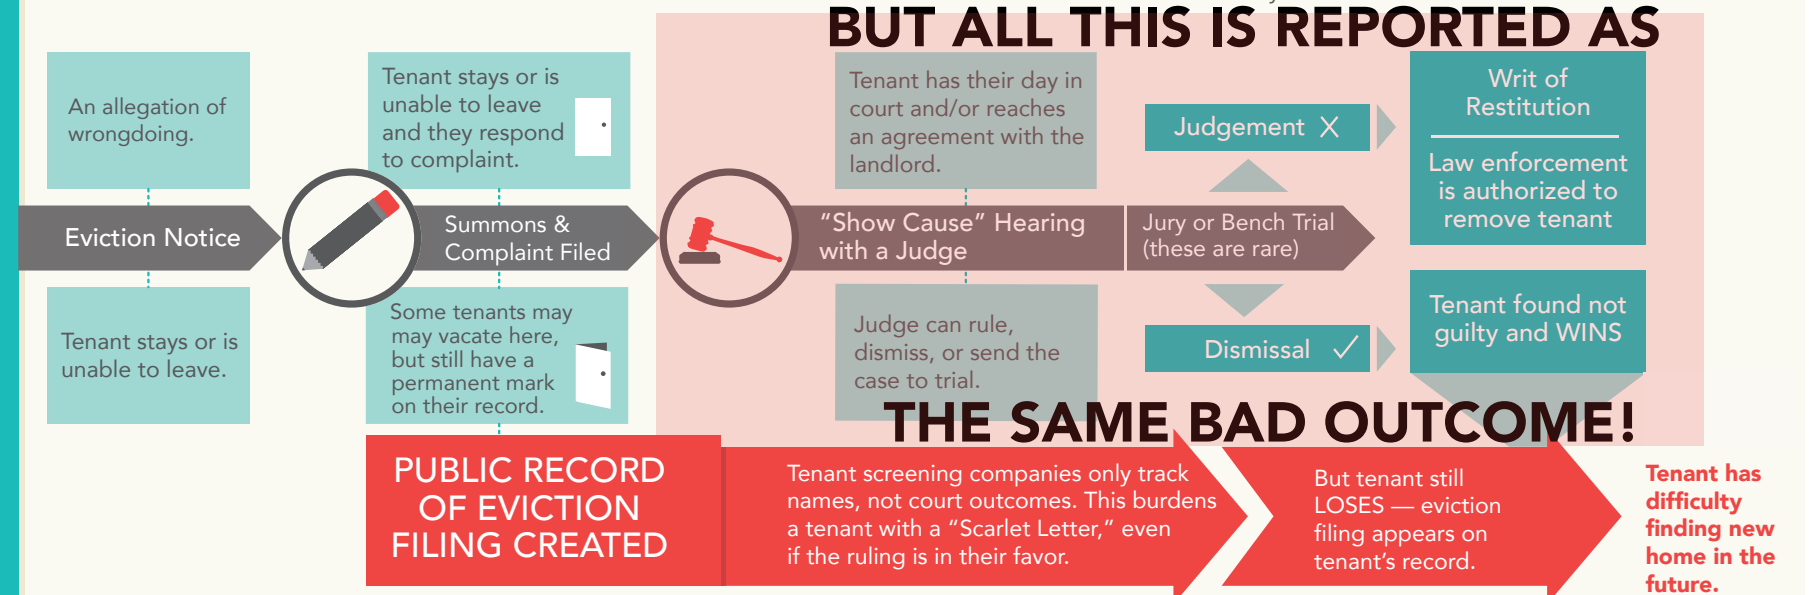 BUT ALL THIS IS REPORTED AS
An allegation of
wrongdoing.
Eviction Notice
Tenant stays or is
unable to leave.
Tenant stays or is
unable to leave
and they respond
to complaint.
Summons &
Complaint Filed
Some tenants may
may vacate here,
but still have a
permanent mark
on their record.
Tenant has their day in
court and/or reaches
an agreement with the
landlord.
“Show Cause” Hearing
with a Judge
Judge can rule,
dismiss, or send the
case to trial.
Judgement X
Jury or Bench Trial
(these are rare)
Dismissal ✓
Writ of
Restitution
Law enforcement
is authorized to
remove tenant
Tenant found not
guilty and WINS
THE SAME BAD OUTCOME!
PUBLIC RECORD
OF EVICTION
FILING CREATED
Tenant screening companies only track
names, not court outcomes. This burdens
a tenant with a “Scarlet Letter,” even
if the ruling is in their favor.
But tenant still
LOSES — eviction
filing appears on
tenant’s record.
Tenant has
difficulty
finding new
home in the
future.